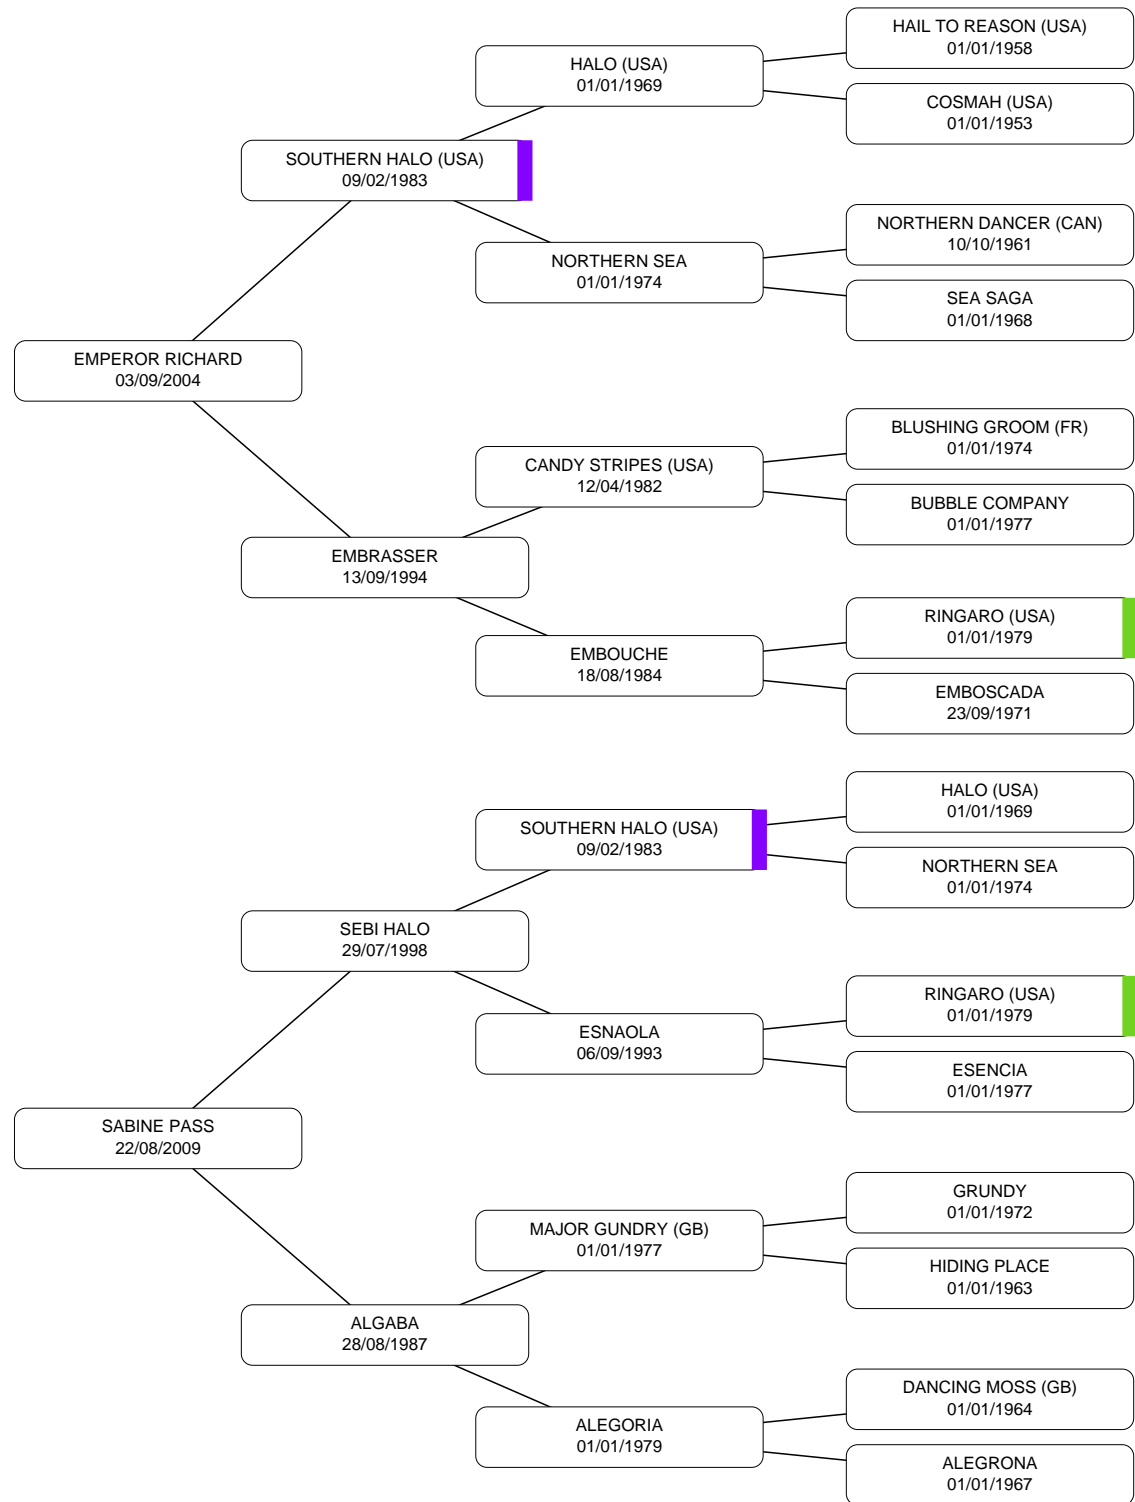 HAIL TO REASON (USA)
01/01/1958
HALO (USA)
01/01/1969
COSMAH (USA)
01/01/1953
SOUTHERN HALO (USA)
09/02/1983
NORTHERN DANCER (CAN)
10/10/1961
NORTHERN SEA
01/01/1974
SEA SAGA
01/01/1968
EMPEROR RICHARD
03/09/2004
BLUSHING GROOM (FR)
01/01/1974
CANDY STRIPES (USA)
12/04/1982
BUBBLE COMPANY
01/01/1977
EMBRASSER
13/09/1994
RINGARO (USA)
01/01/1979
EMBOUCHE
18/08/1984
EMBOSCADA
23/09/1971
HALO (USA)
01/01/1969
SOUTHERN HALO (USA)
09/02/1983
NORTHERN SEA
01/01/1974
SEBI HALO
29/07/1998
RINGARO (USA)
01/01/1979
ESNAOLA
06/09/1993
ESENCIA
01/01/1977
SABINE PASS
22/08/2009
GRUNDY
01/01/1972
MAJOR GUNDRY (GB)
01/01/1977
HIDING PLACE
01/01/1963
ALGABA
28/08/1987
DANCING MOSS (GB)
01/01/1964
ALEGORIA
01/01/1979
ALEGRONA
01/01/1967